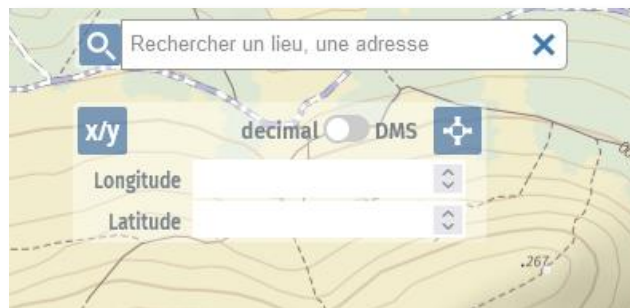 Rechercher un lieu, une adresse
x/y decimal DMS
Longitude
Latitude
.267